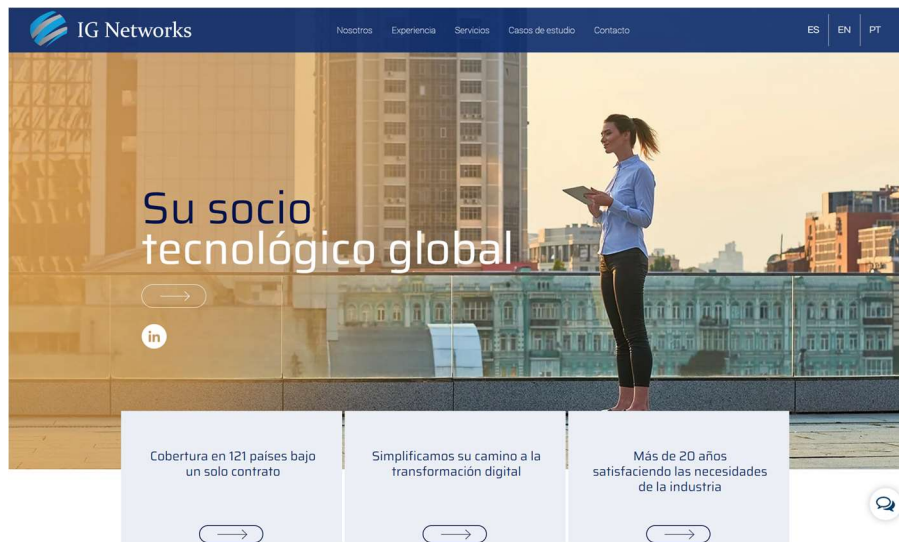 IG Networks
Nosotros Experiencia Servicios Casos de estudio Contacto
ES EN PT
Su socio
tecnológico global
in
Cobertura en 121 países bajo
un solo contrato
Simplificamos su camino a la
transformación digital
Más de 20 años
satisfaciendo las necesidades
de la industria